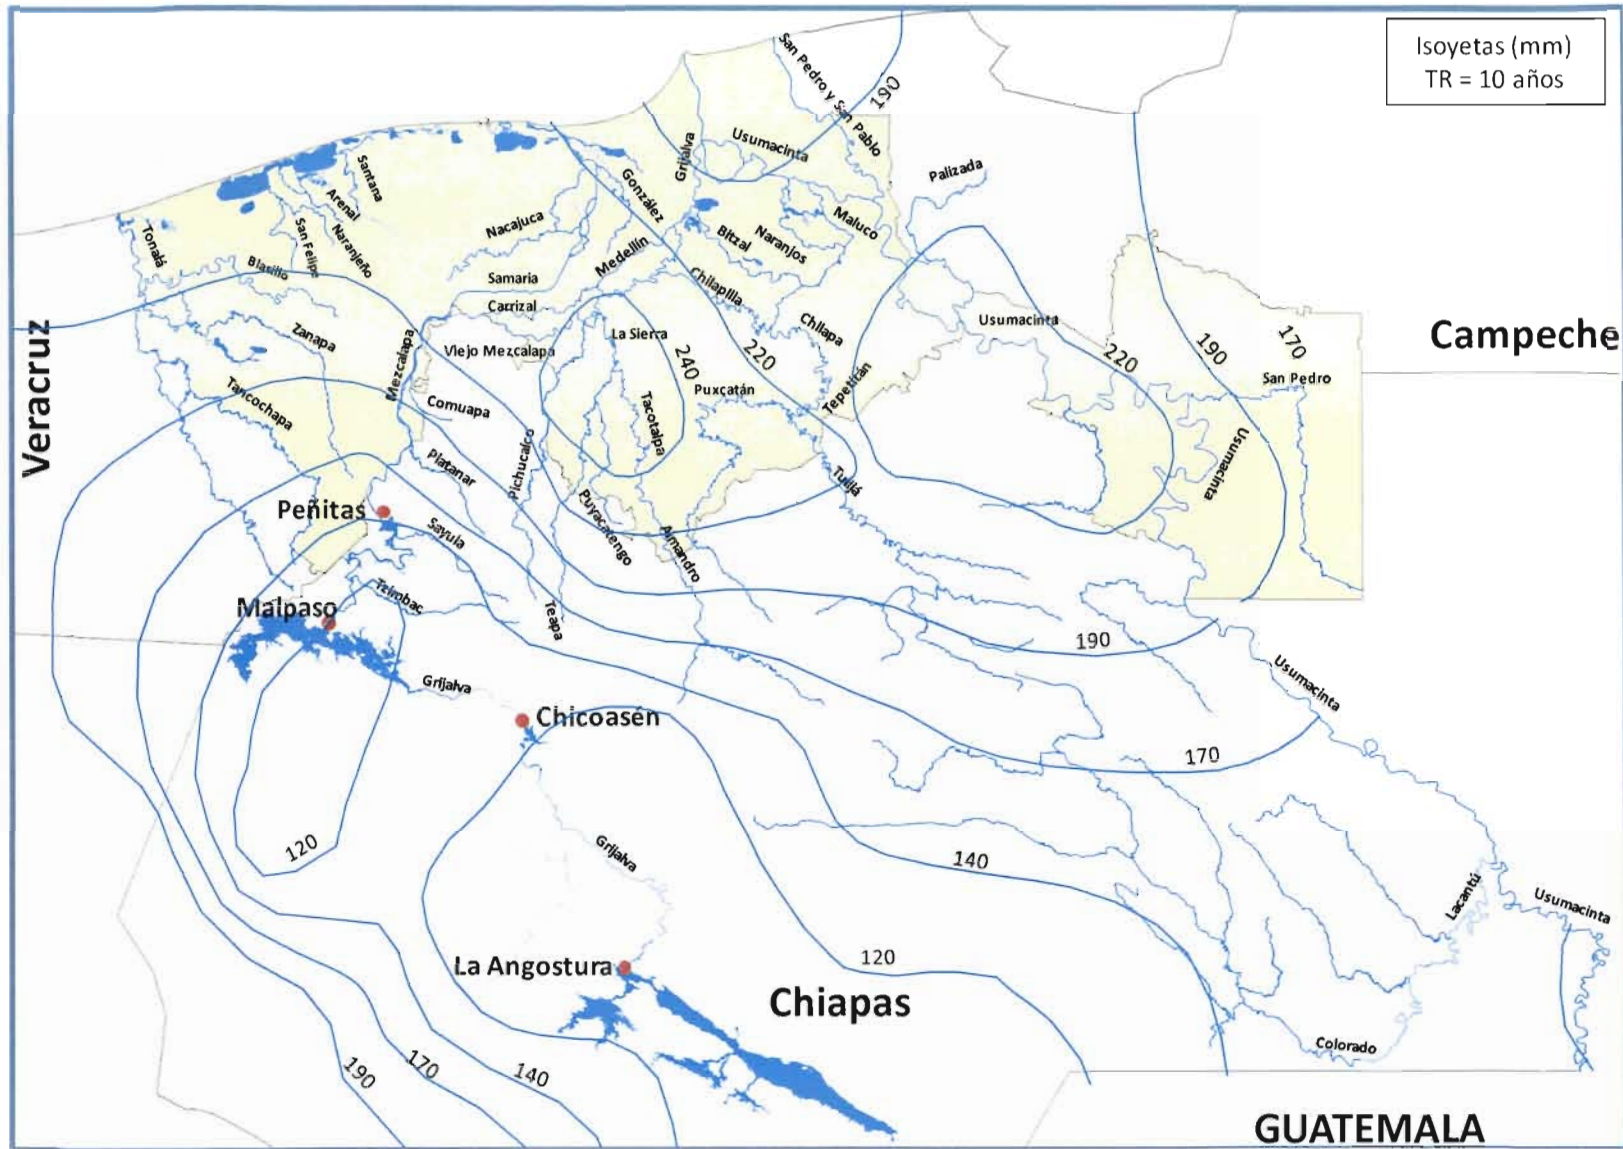 Isoyetas (mm)
TR = 10 años
San Pedro y San Pablo
190
Grijalva
Usumacinta
Palizada
Santana
Arenal
Naranjeño
San Felipe
González
Nacajuca
Maluco
Naranjos
Bitzal
Tonalá
Blasillo
Medellín
Samaria
Carrizal
Chilapilla
Chilapa
Usumacinta
Zanapa
Mezcalapa
Viejo Mezcalapa
La Sierra
240
220
220
190
170
Campeche
San Pedro
Veracruz
Tancochapa
Comuapa
Tacotalpa
Puxcatán
Tepetitán
Pichucalco
Platanar
Usumacinta
Tulijá
Peñitas
Sayula
Puyacatengo
Almandro
Malpaso
Tzimbac
Teapa
190
Usumacinta
Grijalva
Chicoasén
170
120
Grijalva
140
Lacantú
Usumacinta
La Angostura
120
Chiapas
Colorado
190
170
140
GUATEMALA